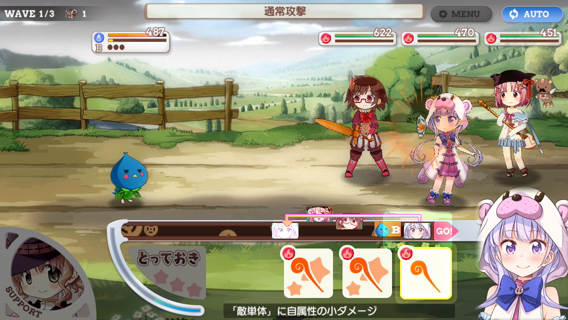 WAVE 1/3 1
通常攻撃
MENU
AUTO
487
B
622
470
451
B
GO!
とっておき
SUPPORT
「敵単体」に自属性の小ダメージ